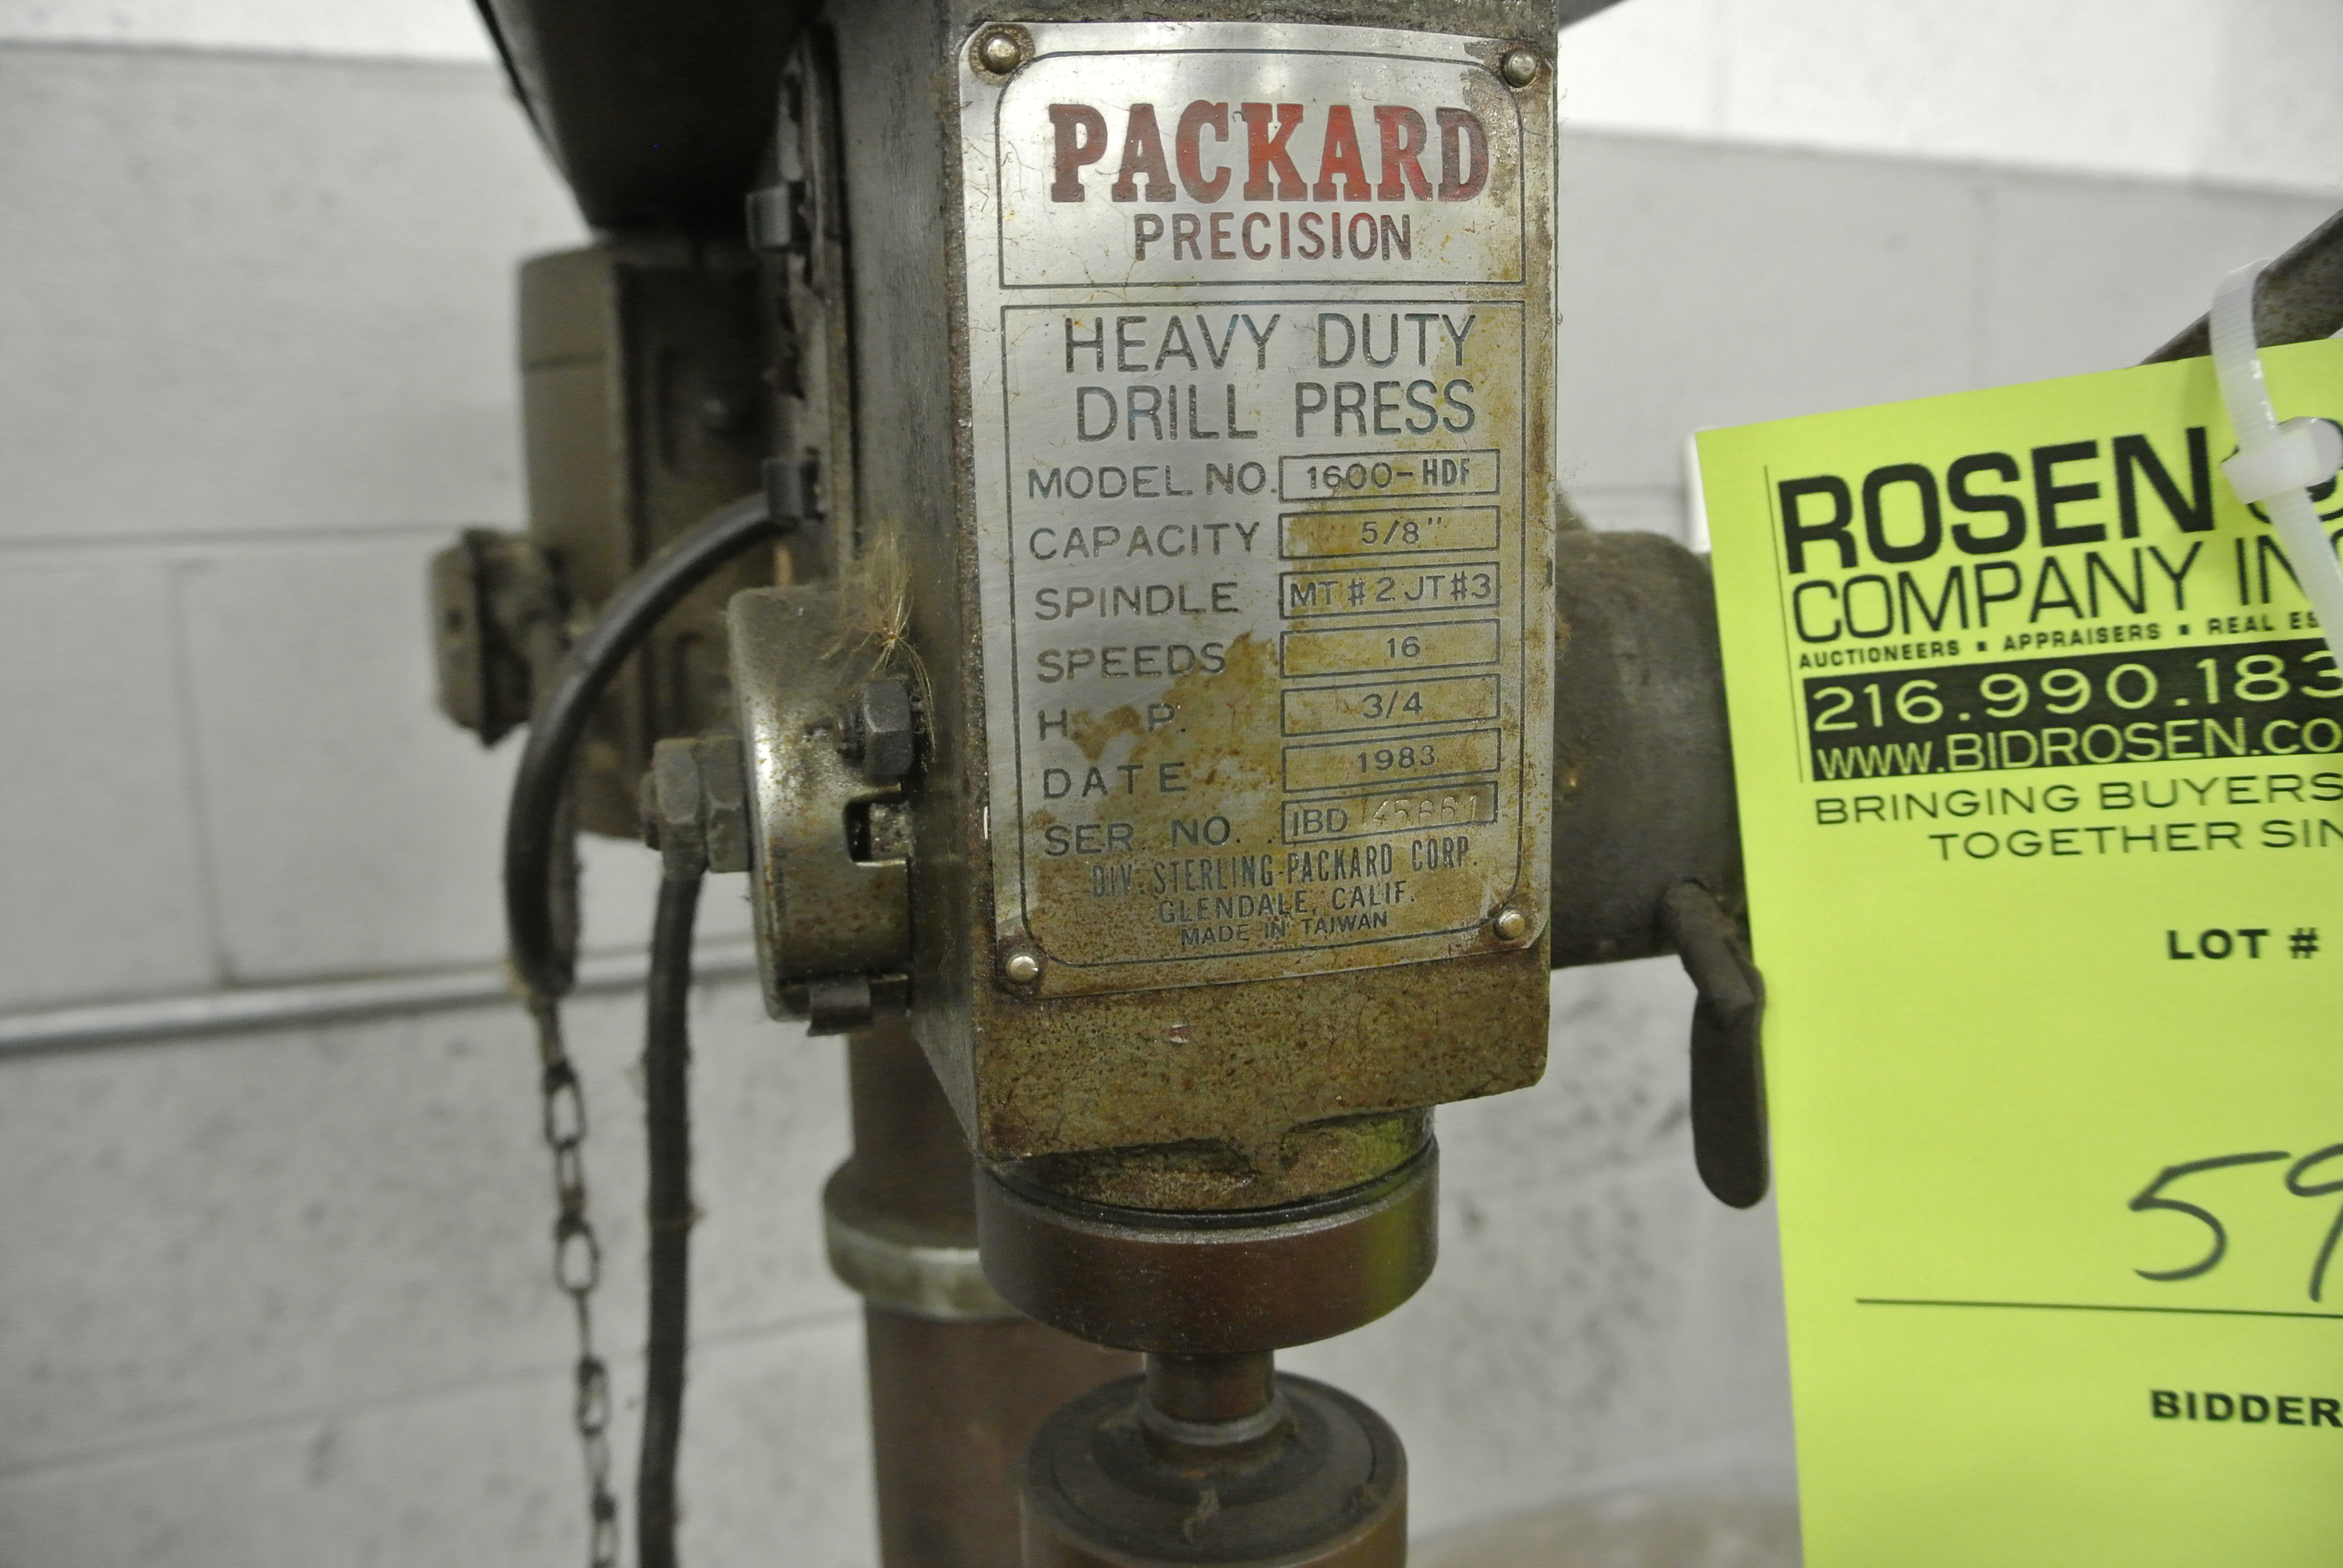 PACKARD
PRECISION
HEAVY DUTY
DRILL PRESS
MODEL NO. 1600-HDF
CAPACITY 5/8"
SPINDLE MT#2 JT#3
SPEEDS 16
H. P. 3/4
DATE 1983
SER. NO. IBD
DIV. STERLING-PACKARD CORP.
GLENDALE, CALIF.
MADE IN TAIWAN
ROSEN
COMPANY
AUCTIONEERS ▪ APPRAISERS ▪ REAL
216.990.183
WWW.BIDROSEN.CO
BRINGING BUYERS
TOGETHER
LOT #
59
BIDDER